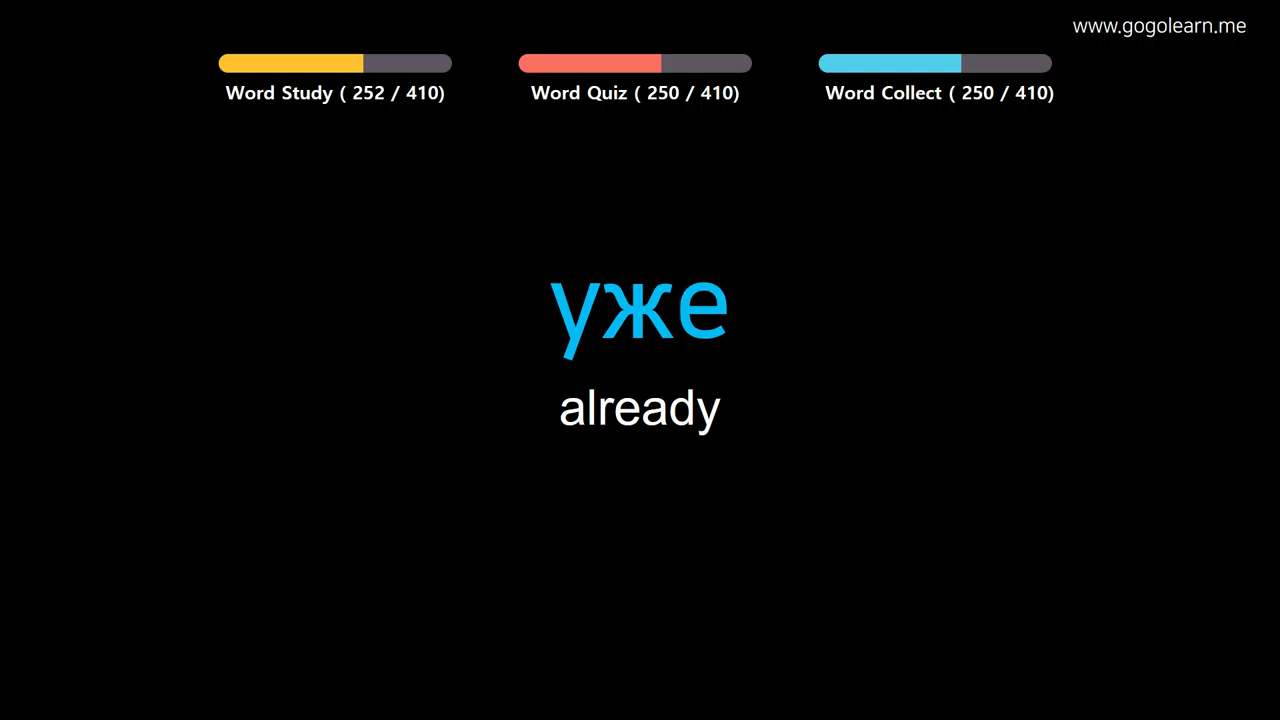 www.gogolearn.me
Word Study ( 252 / 410)
Word Quiz ( 250 / 410)
Word Collect ( 250 / 410)
уже
already